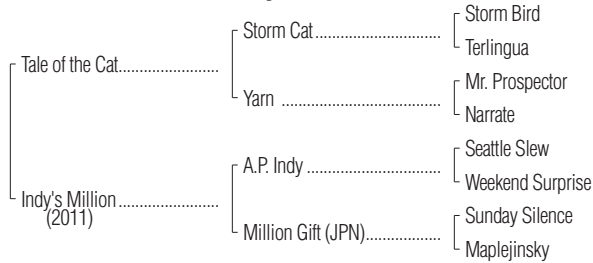 Storm Bird
Storm Cat
Terlingua
Tale of the Cat
Mr. Prospector
Yarn
Narrate
Seattle Slew
A.P. Indy
Weekend Surprise
Indy's Million
(2011)
Sunday Silence
Million Gift (JPN)
Maplejinsky